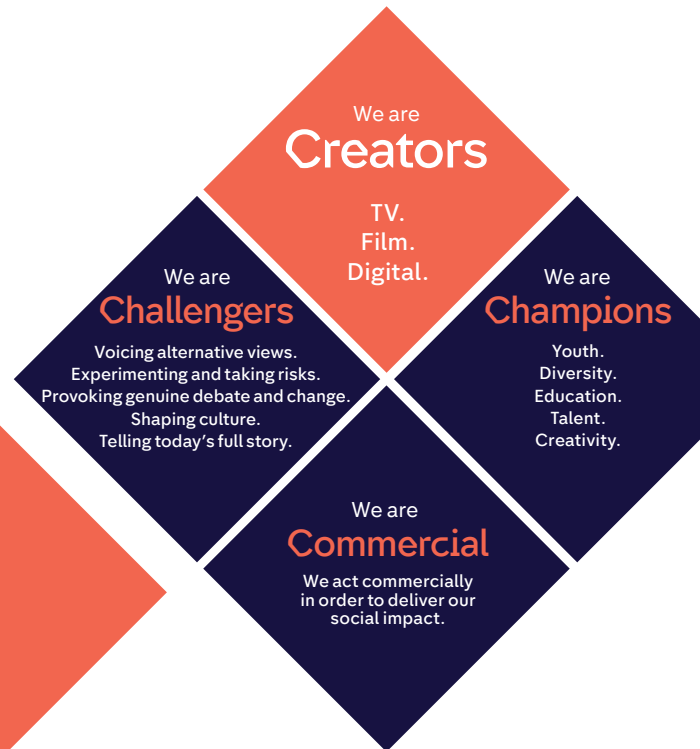 We are
Creators
TV.
Film.
Digital.
We are
Challengers
Voicing alternative views.
Experimenting and taking risks.
Provoking genuine debate and change.
Shaping culture.
Telling today's full story.
We are
Champions
Youth.
Diversity.
Education.
Talent.
Creativity.
We are
Commercial
We act commercially
in order to deliver our
social impact.